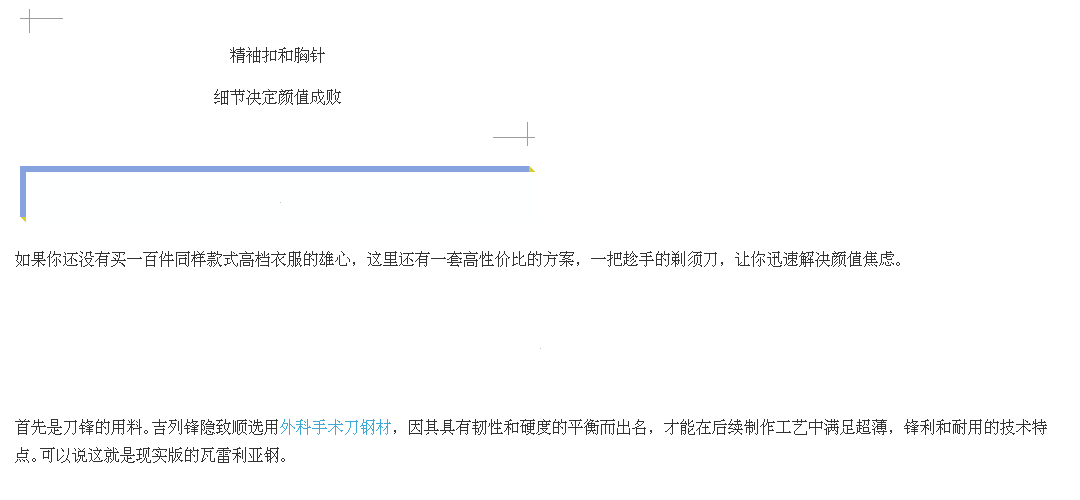 精袖扣和胸针
细节决定颜值成败
如果你还没有买一百件同样款式高档衣服的雄心，这里还有一套高性价比的方案，一把趁手的剃须刀，让你迅速解决颜值焦虑。
首先是刀锋的用料。吉列锋隐致顺选用外科手术刀钢材，因其具有韧性和硬度的平衡而出名，才能在后续制作工艺中满足超薄，锋利和耐用的技术特
点。可以说这就是现实版的瓦雷利亚钢。